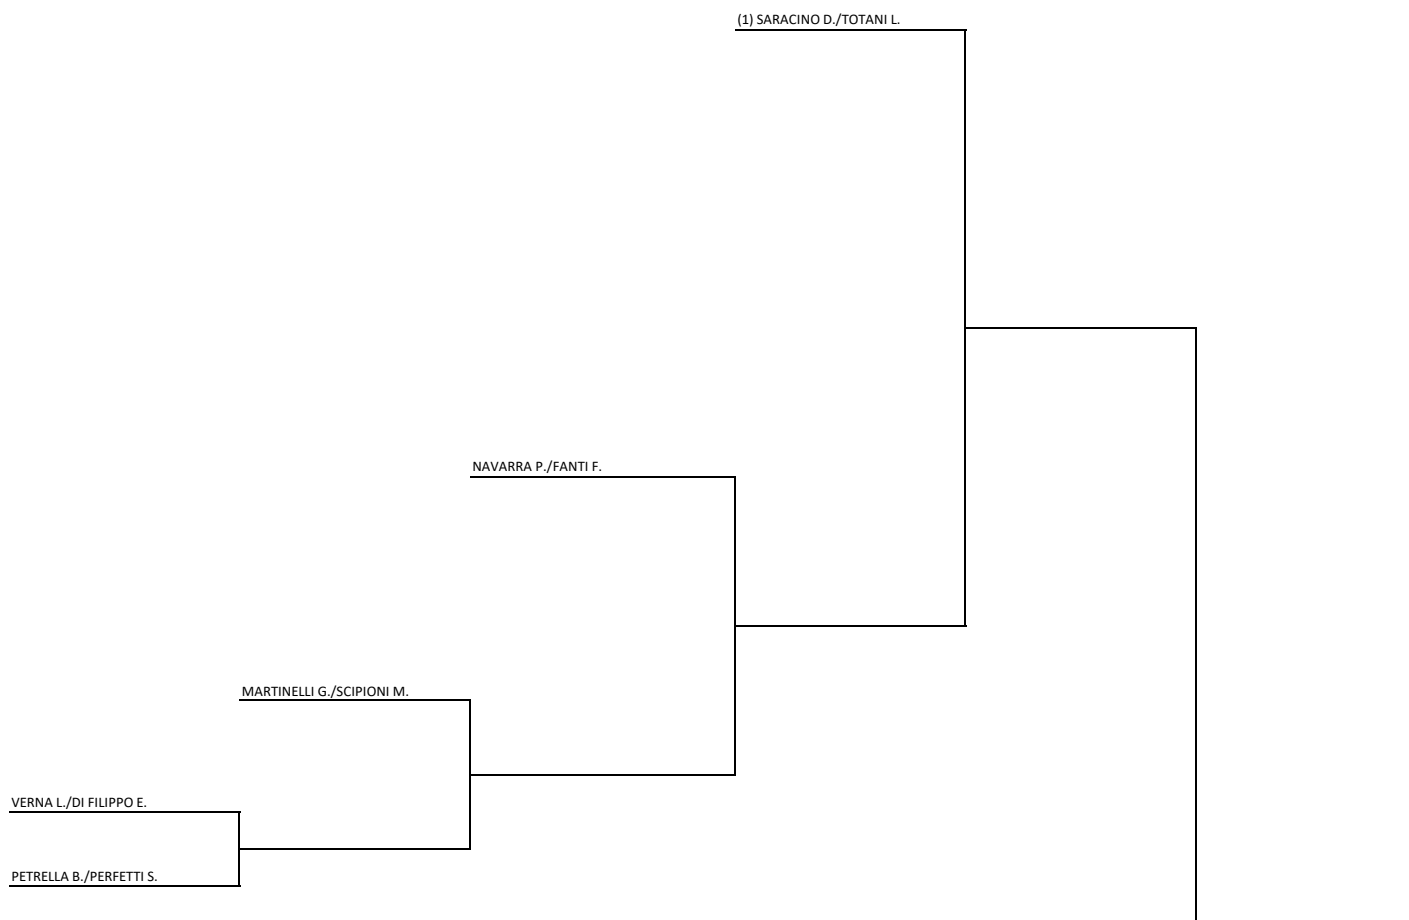 (1) SARACINO D./TOTANI L.
NAVARRA P./FANTI F.
MARTINELLI G./SCIPIONI M.
VERNA L./DI FILIPPO E.
PETRELLA B./PERFETTI S.